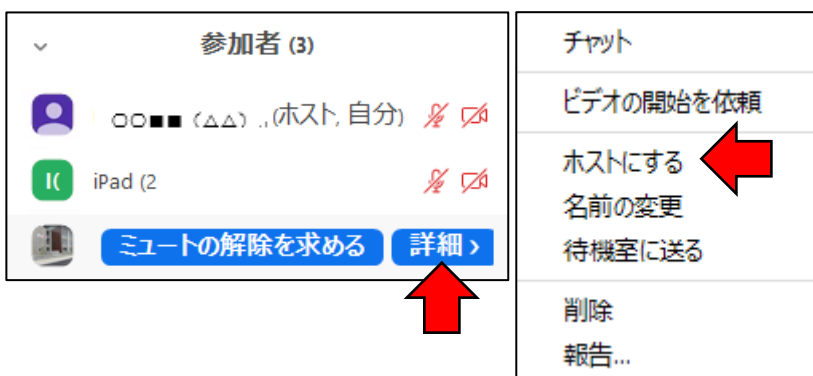 参加者 (3)
○○■■ (△△) .,(ホスト, 自分)
I(
iPad (2
ミュートの解除を求める
詳細 >
チャット
ビデオの開始を依頼
ホストにする
名前の変更
待機室に送る
削除
報告...